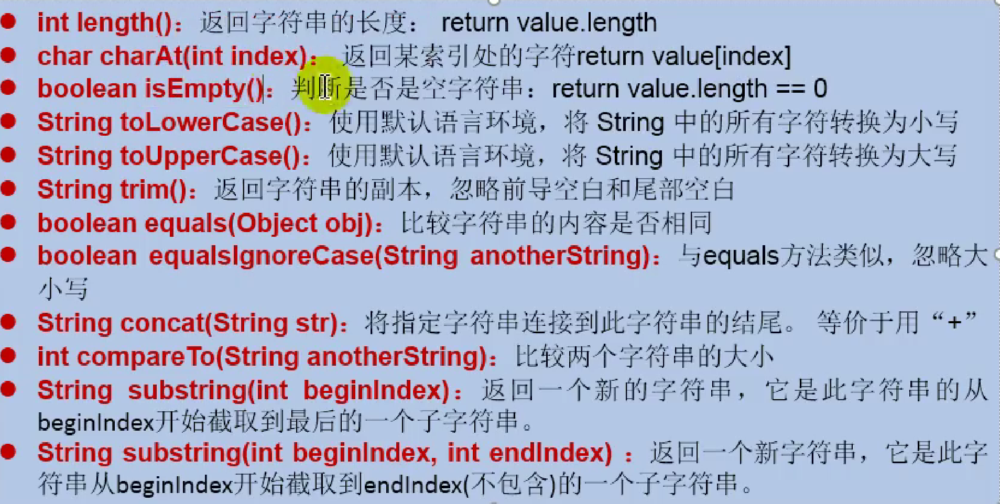 ● int length()：返回字符串的长度： return value.length
● char charAt(int index)： 返回某索引处的字符return value[index]
● boolean isEmpty()：判断是否是空字符串：return value.length == 0
● String toLowerCase()：使用默认语言环境，将 String 中的所有字符转换为小写
● String toUpperCase()：使用默认语言环境，将 String 中的所有字符转换为大写
● String trim()：返回字符串的副本，忽略前导空白和尾部空白
● boolean equals(Object obj)：比较字符串的内容是否相同
● boolean equalsIgnoreCase(String anotherString)：与equals方法类似，忽略大
小写
● String concat(String str)：将指定字符串连接到此字符串的结尾。 等价于用“+”
● int compareTo(String anotherString)：比较两个字符串的大小
● String substring(int beginIndex)：返回一个新的字符串，它是此字符串的从
beginIndex开始截取到最后的一个子字符串。
● String substring(int beginIndex, int endIndex) ：返回一个新字符串，它是此字
符串从beginIndex开始截取到endIndex(不包含)的一个子字符串。